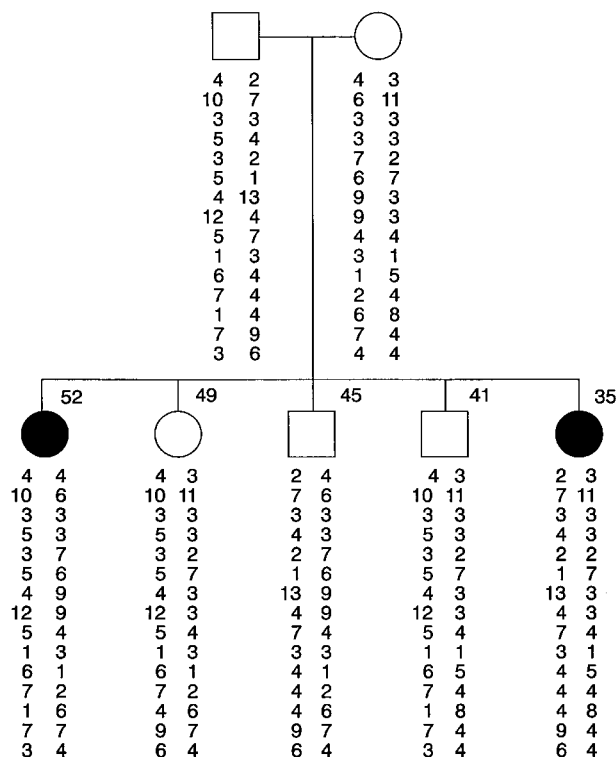 4 2 4 3
10 7 6 11
3 3 3 3
5 4 3 3
3 2 7 2
5 1 6 7
4 13 9 3
12 4 9 3
5 7 4 4
1 3 3 1
6 4 1 5
7 4 2 4
1 4 6 8
7 9 7 4
3 6 4 4
52 49 45 41 35
4 4 4 3 2 4 4 3 2 3
10 6 10 11 7 6 10 11 7 11
3 3 3 3 3 3 3 3 3 3
5 3 5 3 4 3 5 3 4 3
3 7 3 2 2 7 3 2 2 2
5 6 5 7 1 6 5 7 1 7
4 9 4 3 13 9 4 3 13 3
12 9 12 3 4 9 12 3 4 3
5 4 5 4 7 4 5 4 7 4
1 3 1 3 3 3 1 1 3 1
6 1 6 1 4 1 6 5 4 5
7 2 7 2 4 2 7 4 4 4
1 6 4 6 4 6 1 8 4 8
7 7 9 7 9 7 7 4 9 4
3 4 6 4 6 4 3 4 6 4